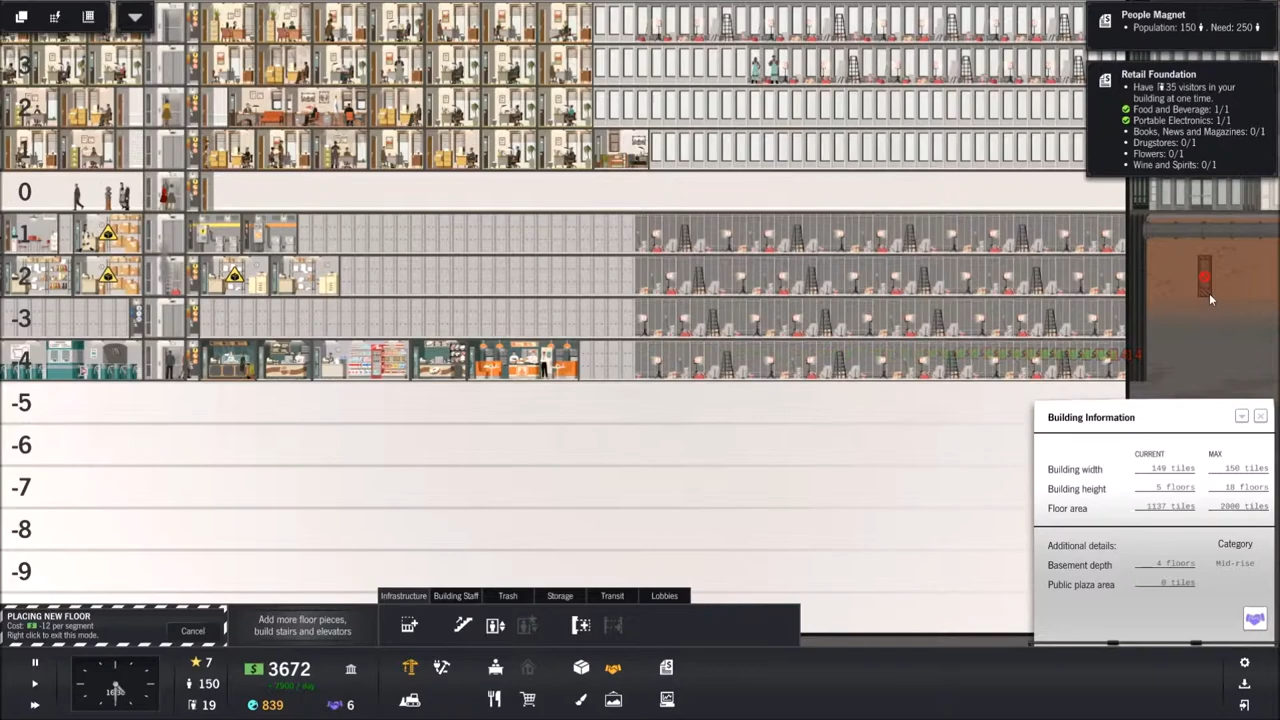 People Magnet
• Population: 150 . Need: 250
Retail Foundation
• Have 35 visitors in your
building at one time.
Food and Beverage: 1/1
Portable Electronics: 1/1
• Books, News and Magazines: 0/1
• Drugstores: 0/1
• Flowers: 0/1
• Wine and Spirits: 0/1
3
2
1
0
-1
-2
-3
-4
-5
-6
-7
-8
-9
Building Information
CURRENT MAX
Building width 149 tiles 150 tiles
Building height 5 floors 18 floors
Floor area 1137 tiles 2000 tiles
Additional details: Category
Basement depth 4 floors Mid-rise
Public plaza area 0 tiles
Infrastructure Building Staff Trash Storage Transit Lobbies
PLACING NEW FLOOR
Cost: $ -12 per segment
Right click to exit this mode.
Cancel
Add more floor pieces,
build stairs and elevators
7
150
19
$ 3672
+ 2900 / day
839
6